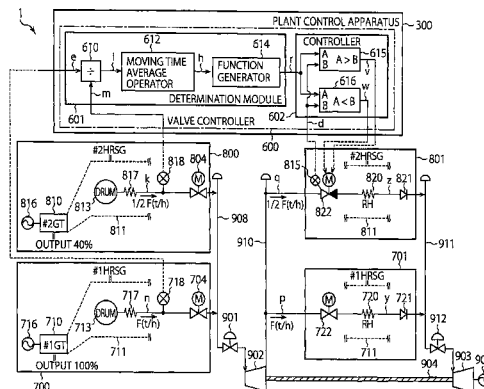 1
PLANT CONTROL APPARATUS
300
610
612
614
CONTROLLER
615
e
÷
l
MOVING TIME
AVERAGE
OPERATOR
h
FUNCTION
GENERATOR
r
A
B
A > B
v
616
w
A
B
A < B
m
DETERMINATION MODULE
601
602
d
VALVE CONTROLLER
600
818
804
800
#2HRSG
810
816
#2GT
813
DRUM
817
k
1/2 F(t/h)
M
811
OUTPUT 40%
908
815
#2HRSG
801
q
1/2 F(t/h)
M
822
820
RH
z
821
811
910
911
718
704
#1HRSG
710
716
#1GT
713
DRUM
717
n
F(t/h)
M
711
OUTPUT 100%
700
901
902
701
#1HRSG
p
F(t/h)
M
722
720
RH
y
721
711
912
904
903